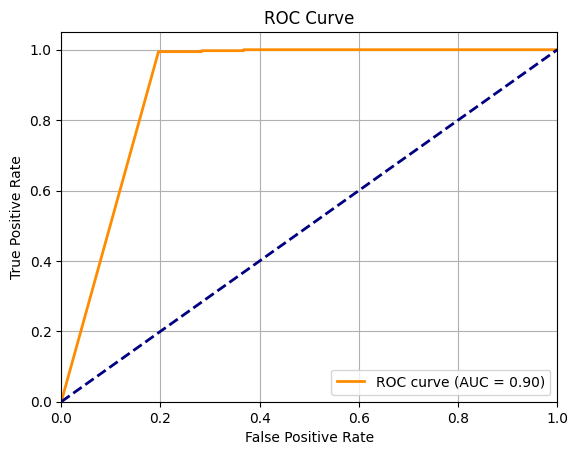 ROC Curve
True Positive Rate
1.0
0.8
0.6
0.4
0.2
0.0
0.0 0.2 0.4 0.6 0.8 1.0
False Positive Rate
ROC curve (AUC = 0.90)